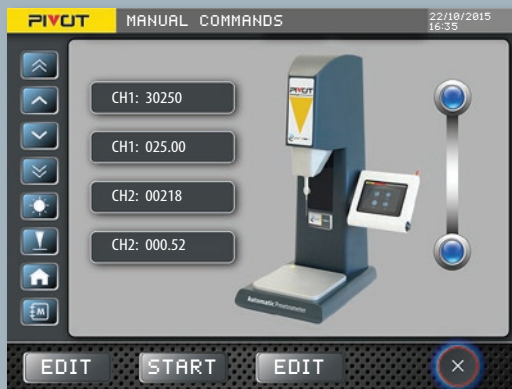 PIVOT
MANUAL COMMANDS
22/10/2015
16:35
CH1: 30250
CH1: 025.00
CH2: 00218
CH2: 000.52
PIVOT
Automatic Penetrometer
M
EDIT
START
EDIT